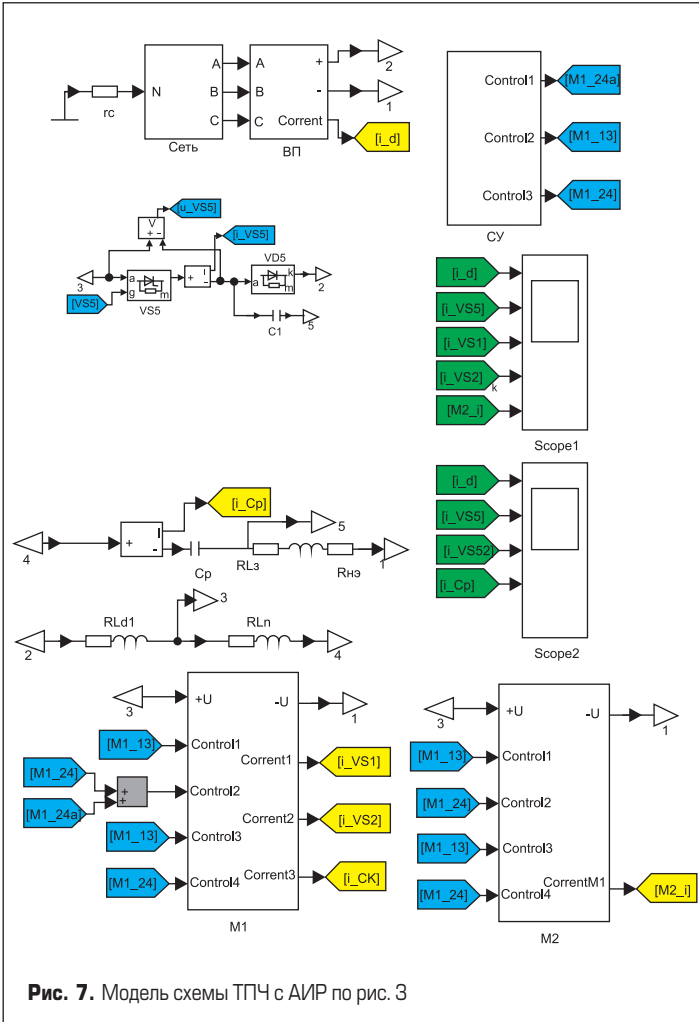 A
A
+
2
N
B
B
-
1
rc
C
C
Corrent
[i_d]
Сеть
ВП
Control1
[M1_24a]
Control2
[M1_13]
Control3
[M1_24]
СУ
[u_VS5]
V
+ -
[i_VS5]
VD5
3
a
g
m
+
I
-
a
k
m
2
[VS5]
VS5
C1
5
[i_d]
[i_VS5]
[i_VS1]
[i_VS2]
k
[M2_i]
Scope1
[i_Cp]
4
+
I
-
5
Cp
RLз
Rнэ
1
[i_d]
[i_VS5]
[i_VS52]
[i_Cp]
Scope2
3
RLd1
RLn
2
4
3
+U
-U
1
[M1_13]
Control1
Corrent1
[i_VS1]
[M1_24]
+
+
Control2
[M1_24a]
Corrent2
[i_VS2]
[M1_13]
Control3
Corrent3
[i_CK]
[M1_24]
Control4
M1
3
+U
-U
1
[M1_13]
Control1
[M1_24]
Control2
[M1_13]
Control3
CorrentM1
[M2_i]
[M1_24]
Control4
M2
Рис. 7. Модель схемы ТПЧ с АИР по рис. 3